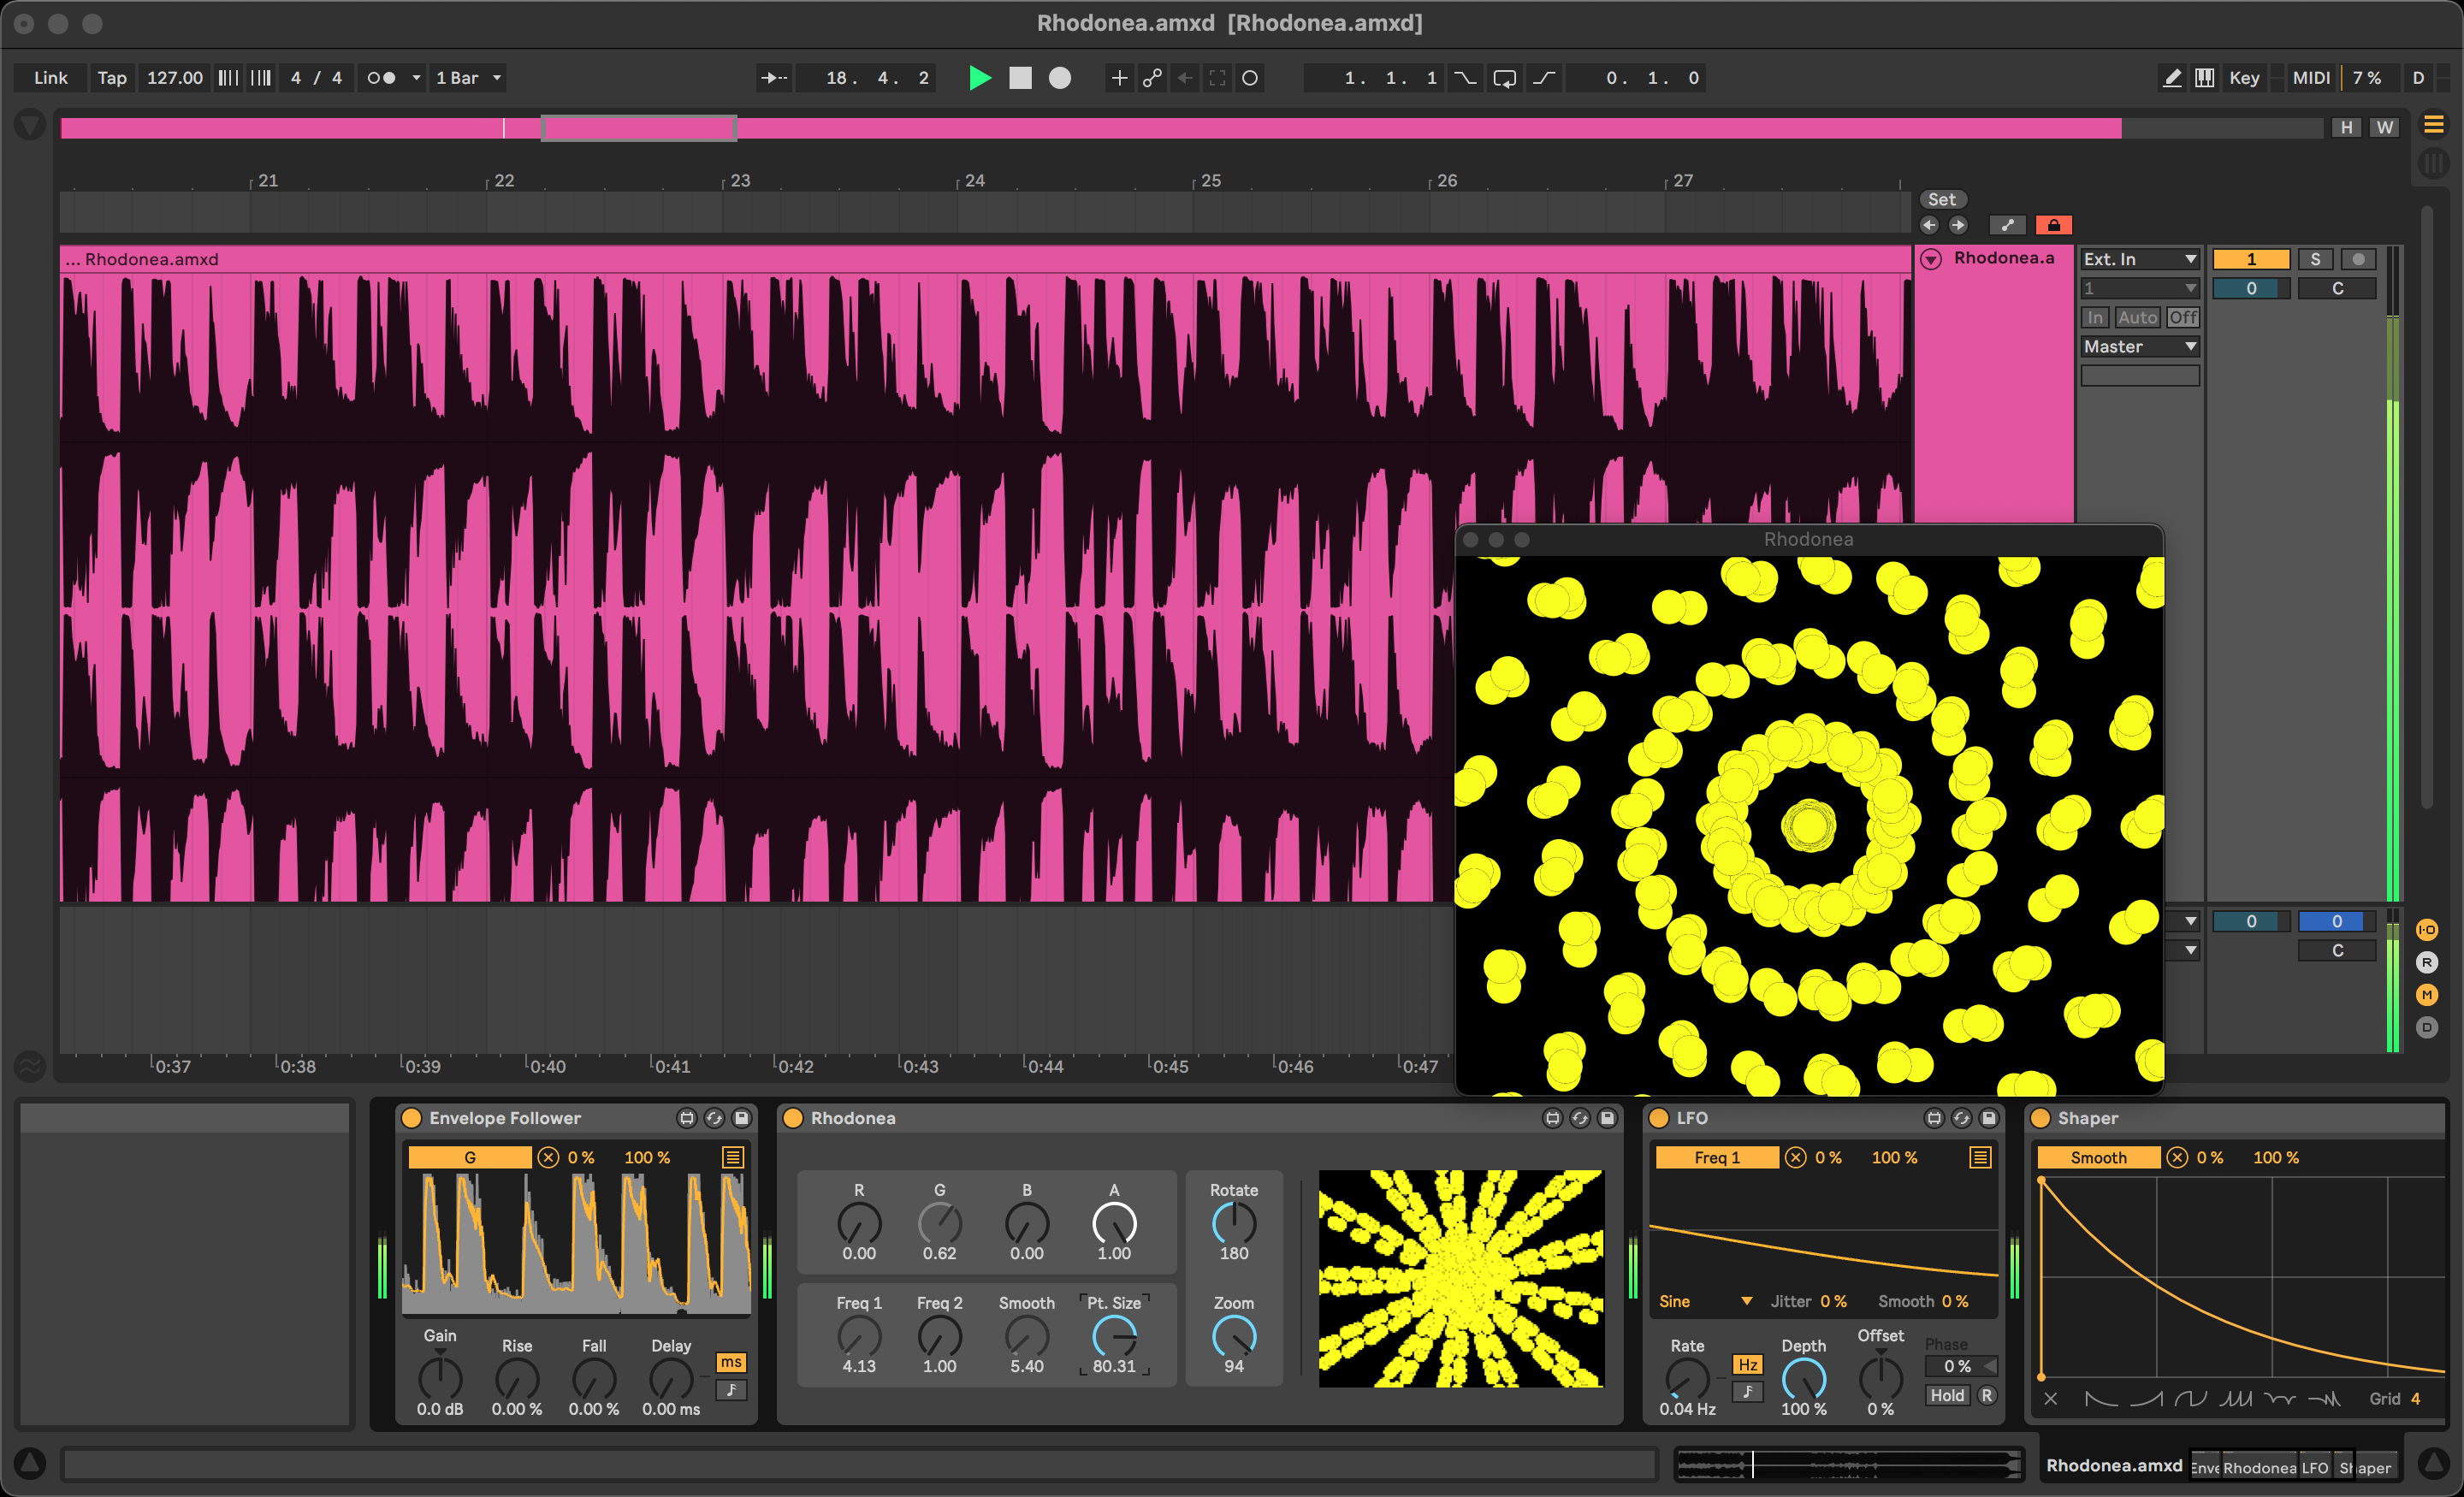 Rhodonea.amxd [Rhodonea.amxd]
Link Tap 127.00 4 / 4 1 Bar 18. 4. 2 1. 1. 1 0. 1. 0 Key MIDI 7 % D
H W
21 22 23 24 25 26 27
Set
... Rhodonea.amxd
Rhodonea.a
Ext. In 1 S
1 0 C
In Auto Off
Master
Rhodonea
0 0
C
I·O
R
M
D
0:37 0:38 0:39 0:40 0:41 0:42 0:43 0:44 0:45 0:46 0:47
Envelope Follower
G 0 % 100 %
Gain Rise Fall Delay
ms
0.0 dB 0.00 % 0.00 % 0.00 ms
Rhodonea
R G B A Rotate
0.00 0.62 0.00 1.00 180
Freq 1 Freq 2 Smooth Pt. Size Zoom
4.13 1.00 5.40 80.31 94
LFO
Freq 1 0 % 100 %
Sine Jitter 0 % Smooth 0 %
Rate Depth Offset Phase
Hz 0 %
Hold R
0.04 Hz 100 % 0 %
Shaper
Smooth 0 % 100 %
Grid 4
Rhodonea.amxd Enve Rhodonea LFO Shaper